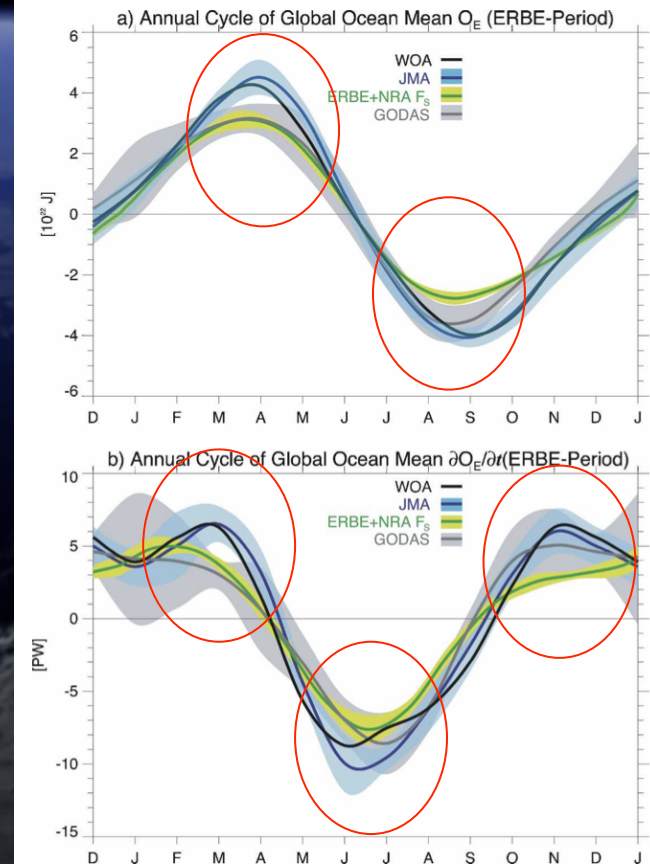 a) Annual Cycle of Global Ocean Mean O_E (ERBE-Period)
6
4
2
0
-2
-4
-6
[10²² J]
WOA
JMA
ERBE+NRA F_S
GODAS
D J F M A M J J A S O N D J
b) Annual Cycle of Global Ocean Mean ∂O_E/∂t(ERBE-Period)
10
5
0
-5
-10
-15
[PW]
WOA
JMA
ERBE+NRA F_S
GODAS
D J F M A M J J A S O N D J